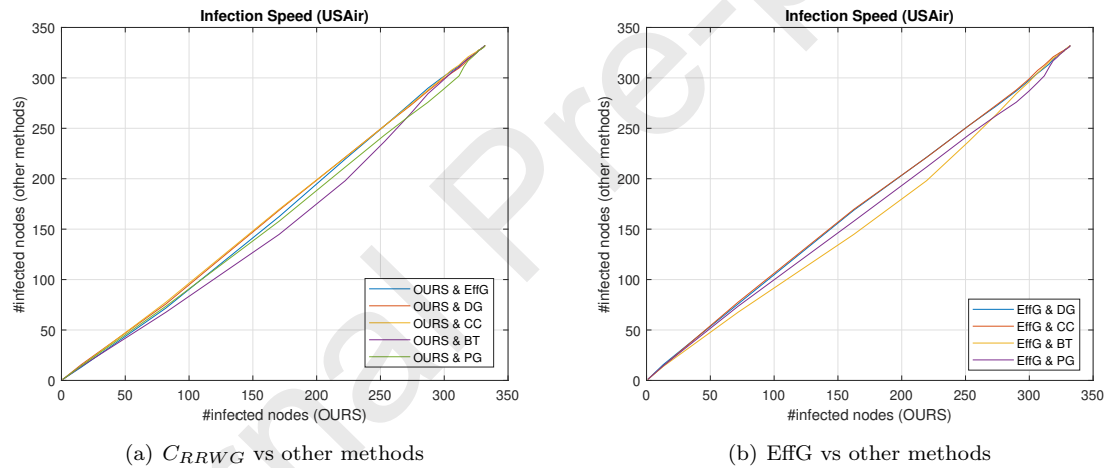 Infection Speed (USAir)
#infected nodes (other methods)
350
300
250
200
150
100
50
0
OURS & EffG
OURS & DG
OURS & CC
OURS & BT
OURS & PG
0 50 100 150 200 250 300 350
#infected nodes (OURS)
(a) C_RRWG vs other methods
Infection Speed (USAir)
#infected nodes (other methods)
350
300
250
200
150
100
50
0
EffG & DG
EffG & CC
EffG & BT
EffG & PG
0 50 100 150 200 250 300 350
#infected nodes (OURS)
(b) EffG vs other methods
rnal Pre-p